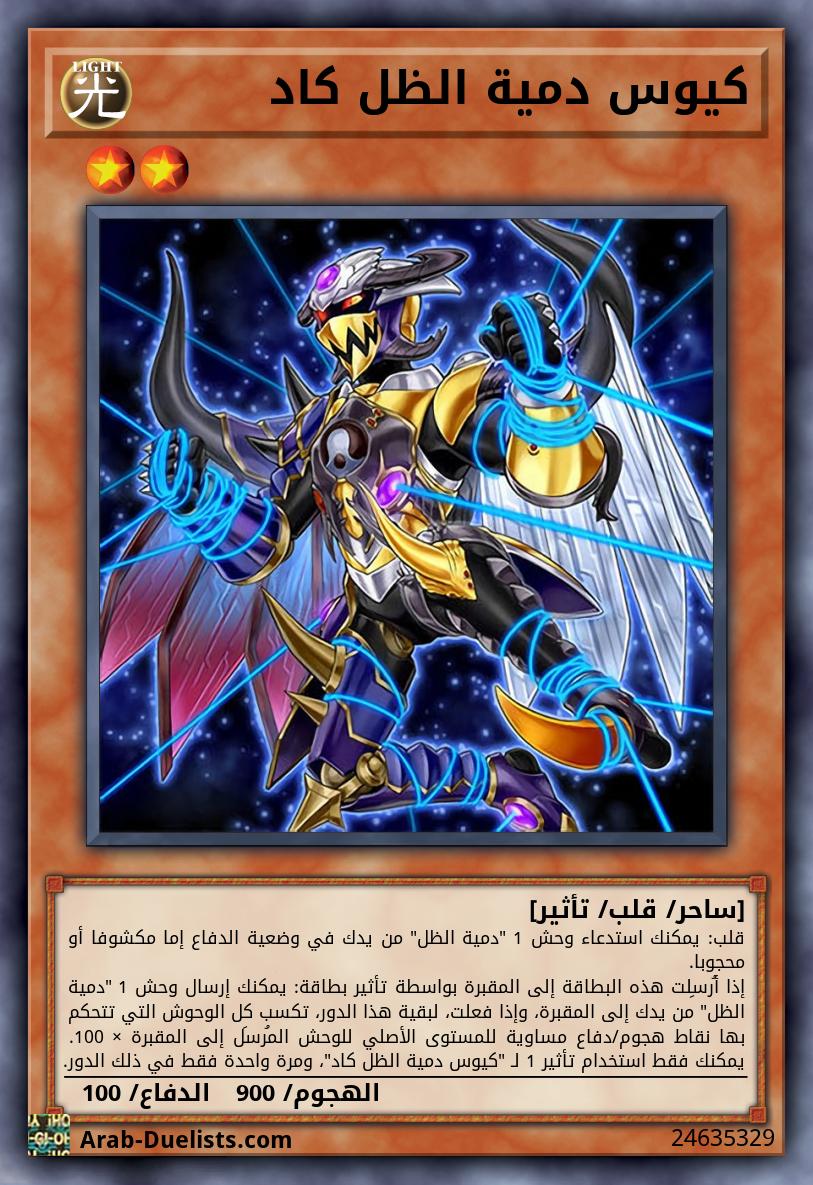 كيوس دمية الظل كاد
LIGHT
光
[ساحر/ قلب/ تأثير]
قلب: يمكنك استدعاء وحش 1 "دمية الظل" من يدك في وضعية الدفاع إما مكشوفا أو
محجوبا.
إذا أُرسِلت هذه البطاقة إلى المقبرة بواسطة تأثير بطاقة: يمكنك إرسال وحش 1 "دمية
الظل" من يدك إلى المقبرة، وإذا فعلت، لبقية هذا الدور، تكسب كل الوحوش التي تتحكم
بها نقاط هجوم/دفاع مساوية للمستوى الأصلي للوحش المُرسَل إلى المقبرة × 100.
يمكنك فقط استخدام تأثير 1 لـ "كيوس دمية الظل كاد"، ومرة واحدة فقط في ذلك الدور.
الهجوم/ 900 الدفاع/ 100
Arab-Duelists.com
24635329